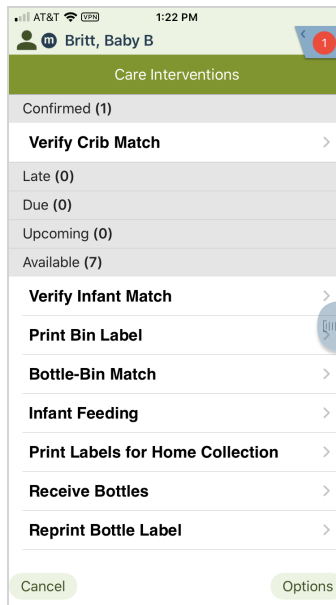 AT&T VPN 1:22 PM
m Britt, Baby B
1
Care Interventions
Confirmed (1)
Verify Crib Match
Late (0)
Due (0)
Upcoming (0)
Available (7)
Verify Infant Match
Print Bin Label
Bottle-Bin Match
Infant Feeding
Print Labels for Home Collection
Receive Bottles
Reprint Bottle Label
Cancel Options